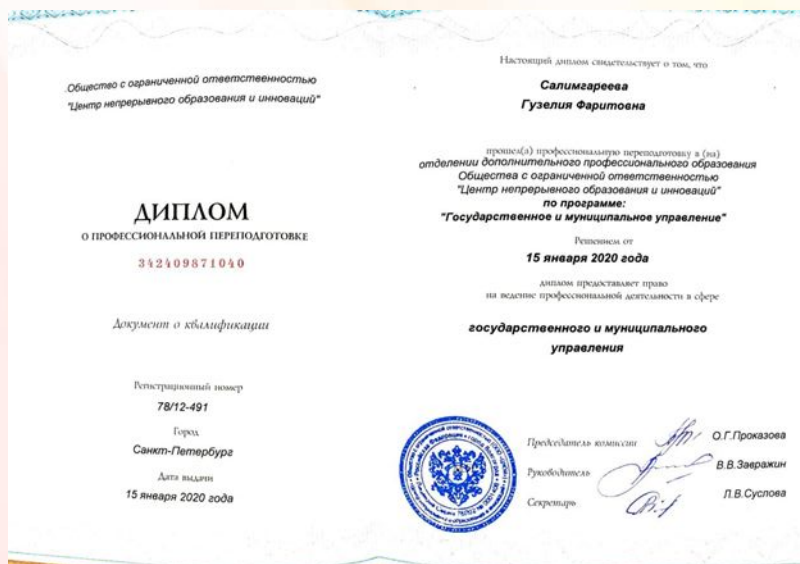 Общество с ограниченной ответственностью
"Центр непрерывного образования и инноваций"
ДИПЛОМ
О ПРОФЕССИОНАЛЬНОЙ ПЕРЕПОДГОТОВКЕ
342409871040
Документ о квалификации
Регистрационный номер
78/12-491
Город
Санкт-Петербург
Дата выдачи
15 января 2020 года
Настоящий диплом свидетельствует о том, что
Салимгареева
Гузелия Фаритовна
прошел(а) профессиональную переподготовку в (на)
отделении дополнительного профессионального образования
Общества с ограниченной ответственностью
"Центр непрерывного образования и инноваций"
по программе:
"Государственное и муниципальное управление"
Решением от
15 января 2020 года
диплом предоставляет право
на ведение профессиональной деятельности в сфере
государственного и муниципального
управления
Председатель комиссии
О.Г.Проказова
Руководитель
В.В.Завражин
Секретарь
Л.В.Суслова